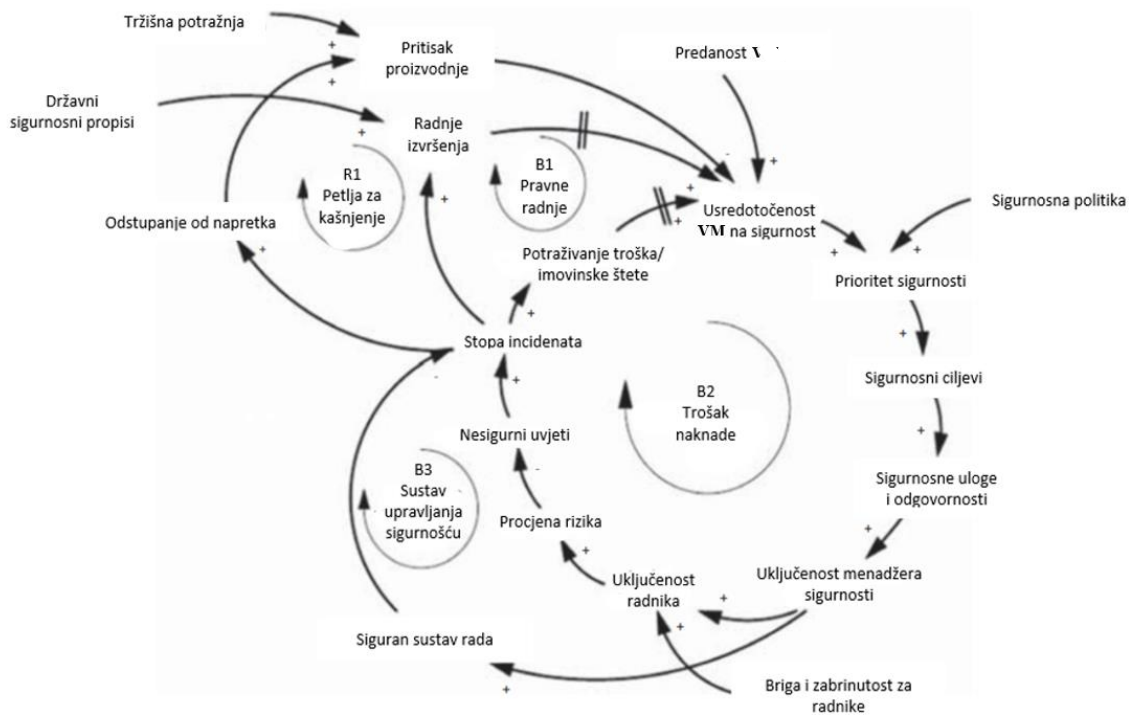 Tržišna potražnja
+
+
+
Pritisak
proizvodnje
Predanost
Državni
sigurnosni propisi
+
Radnje
izvršenja
R1
Petlja za
kašnjenje
B1
Pravne
radnje
-
+
+
+
+
Usredotočenost
VM na sigurnost
Sigurnosna politika
Odstupanje od napretka
+
+
+
+
Potraživanje troška/
imovinske štete
Prioritet sigurnosti
+
+
Stopa incidenata
-
+
Sigurnosni ciljevi
B2
Trošak
naknade
+
Nesigurni uvjeti
-
B3
Sustav
upravljanja
sigurnošću
Sigurnosne uloge
i odgovornosti
Procjena rizika
+
+
Uključenost
radnika
Uključenost menadžera
sigurnosti
+
+
Siguran sustav rada
+
Briga i zabrinutost za
radnike